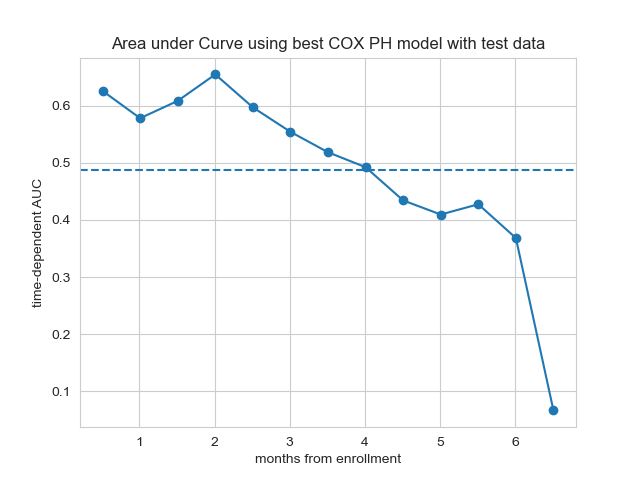 Area under Curve using best COX PH model with test data
time-dependent AUC
0.6
0.5
0.4
0.3
0.2
0.1
1 2 3 4 5 6
months from enrollment